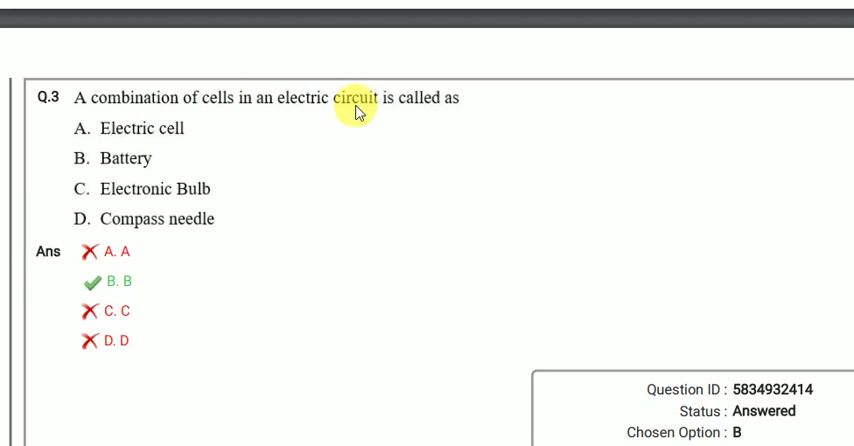 Q.3 A combination of cells in an electric circuit is called as
A. Electric cell
B. Battery
C. Electronic Bulb
D. Compass needle
Ans A. A
B. B
C. C
D. D
Question ID : 5834932414
Status : Answered
Chosen Option : B